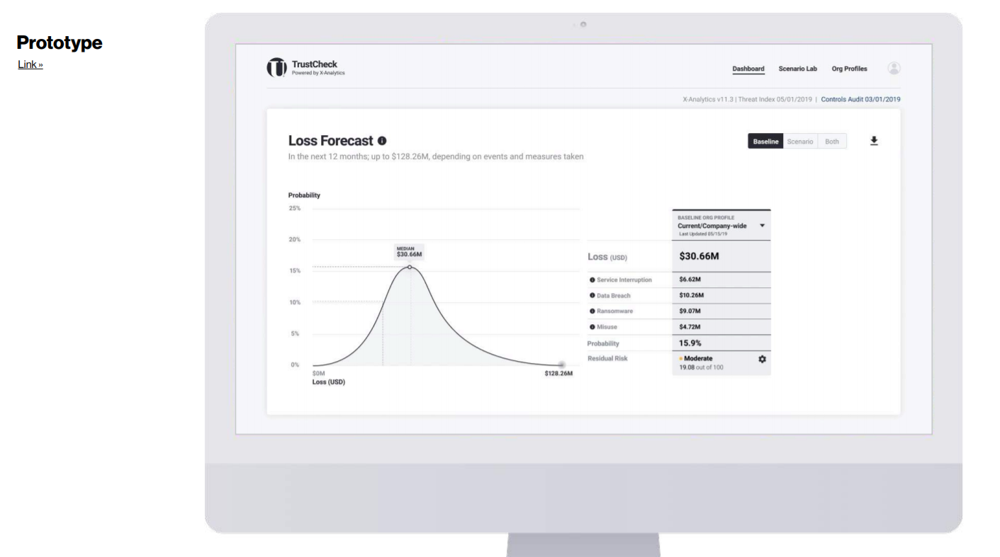 Prototype
Link »
TrustCheck
Powered by X-Analytics
Dashboard Scenario Lab Org Profiles
X-Analytics v11.3 | Threat Index 05/01/2019 | Controls Audit 03/01/2019
Loss Forecast
In the next 12 months; up to $128.26M, depending on events and measures taken
Baseline Scenario Both
Probability
25%
20%
15%
10%
5%
0%
MEDIAN
$30.66M
$0M
$128.26M
Loss (USD)
BASELINE ORG PROFILE
Current/Company-wide
Last Updated 05/15/19
Loss (USD) $30.66M
Service Interruption $6.62M
Data Breach $10.26M
Ransomware $9.07M
Misuse $4.72M
Probability 15.9%
Residual Risk Moderate
19.08 out of 100